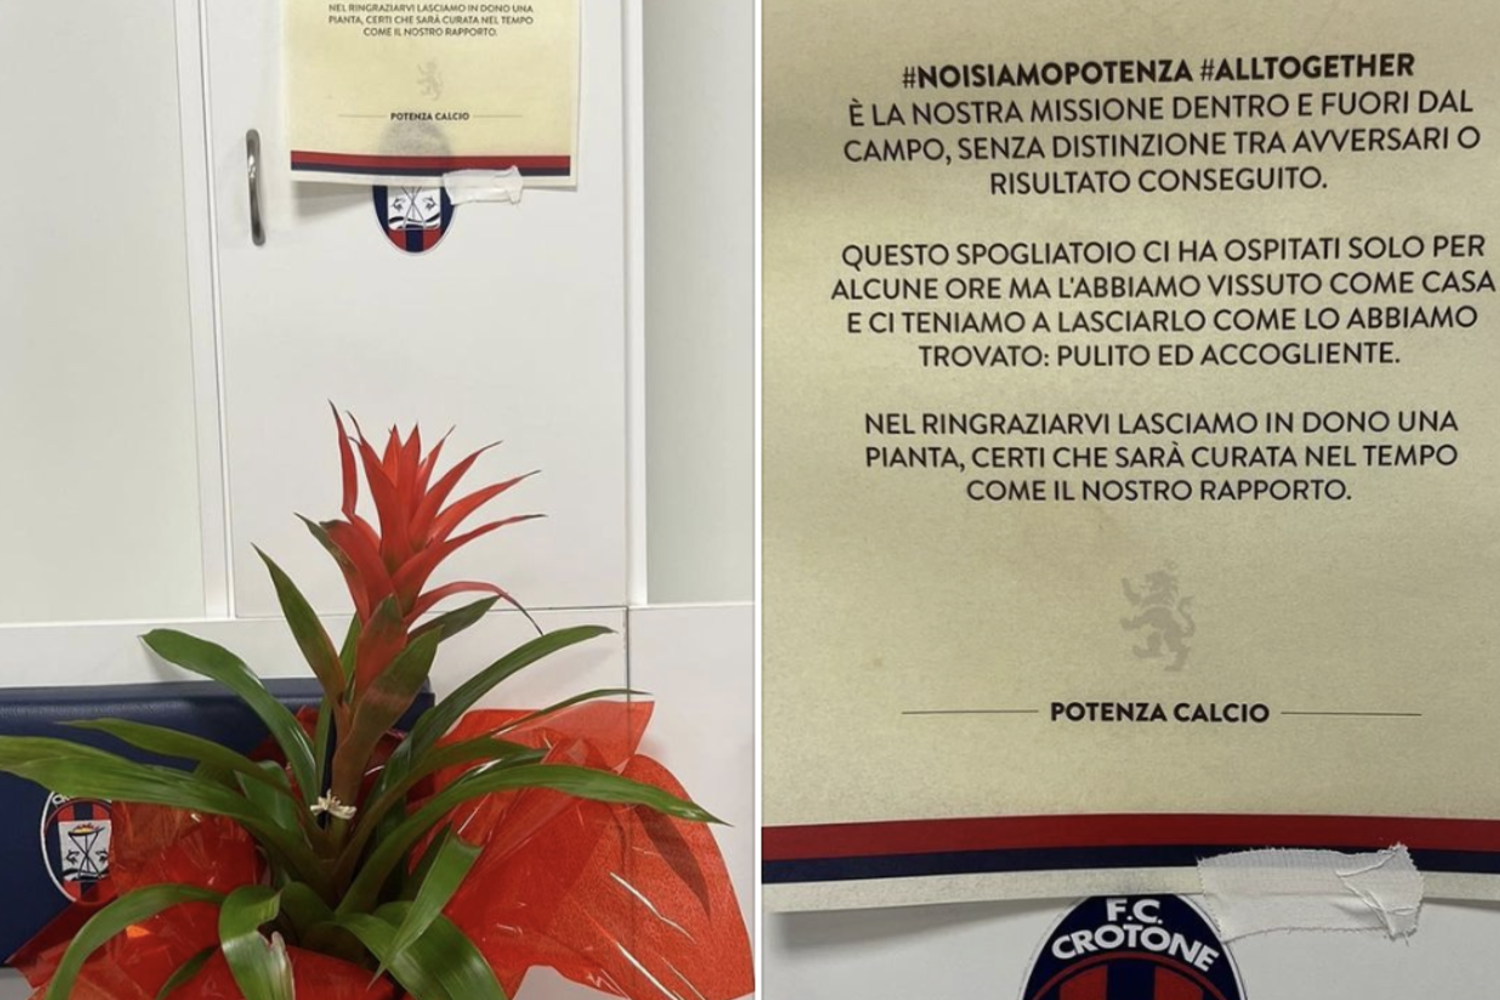 NEL RINGRAZIARVI LASCIAMO IN DONO UNA
PIANTA, CERTI CHE SARÀ CURATA NEL TEMPO
COME IL NOSTRO RAPPORTO.
POTENZA CALCIO
#NOISIAMOPOTENZA #ALLTOGETHER
È LA NOSTRA MISSIONE DENTRO E FUORI DAL
CAMPO, SENZA DISTINZIONE TRA AVVERSARI O
RISULTATO CONSEGUITO.
QUESTO SPOGLIATOIO CI HA OSPITATI SOLO PER
ALCUNE ORE MA L'ABBIAMO VISSUTO COME CASA
E CI TENIAMO A LASCIARLO COME LO ABBIAMO
TROVATO: PULITO ED ACCOGLIENTE.
NEL RINGRAZIARVI LASCIAMO IN DONO UNA
PIANTA, CERTI CHE SARÀ CURATA NEL TEMPO
COME IL NOSTRO RAPPORTO.
POTENZA CALCIO
F.C.
CROTONE